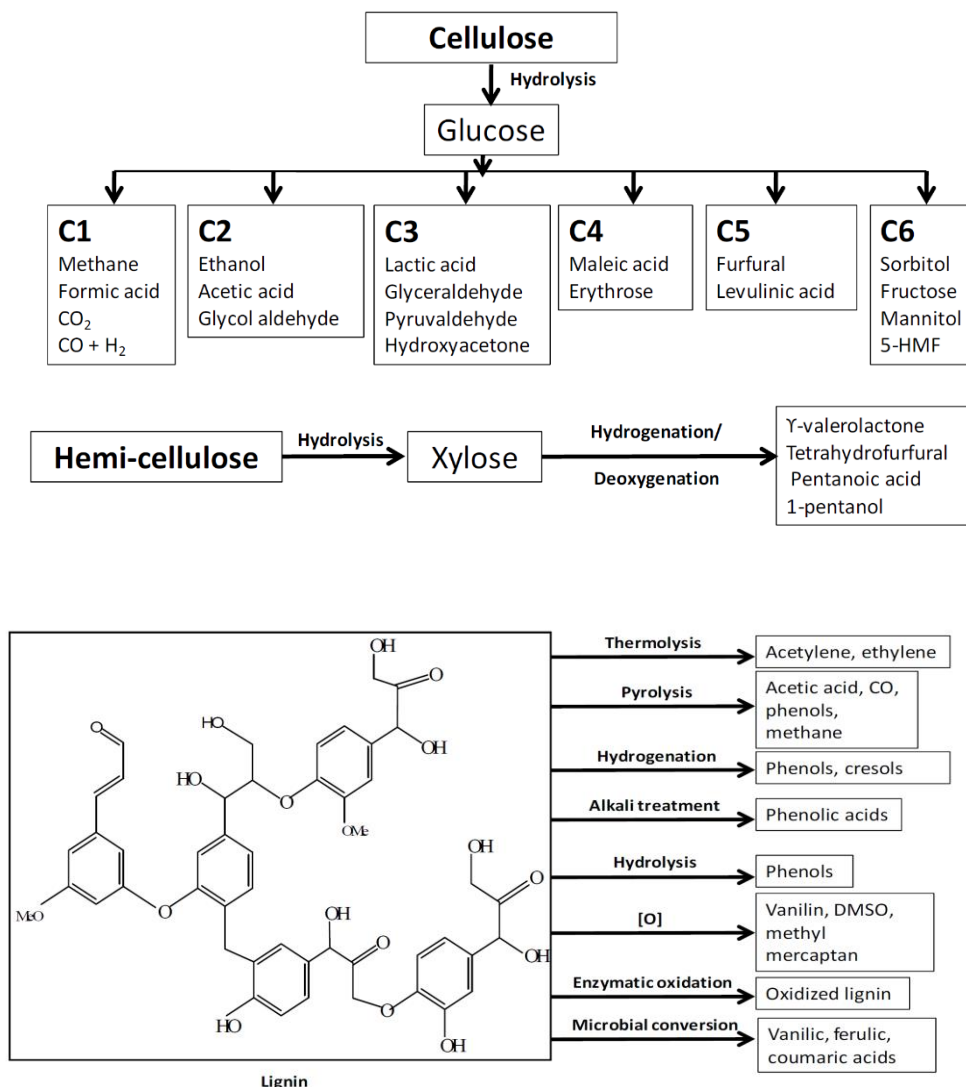 Cellulose
Hydrolysis
Glucose
C1
Methane
Formic acid
CO₂
CO + H₂
C2
Ethanol
Acetic acid
Glycol aldehyde
C3
Lactic acid
Glyceraldehyde
Pyruvaldehyde
Hydroxyacetone
C4
Maleic acid
Erythrose
C5
Furfural
Levulinic acid
C6
Sorbitol
Fructose
Mannitol
5-HMF
Hemi-cellulose
Hydrolysis
Xylose
Hydrogenation/
Deoxygenation
ϒ-valerolactone
Tetrahydrofurfural
Pentanoic acid
1-pentanol
OH
O
OH
HO
HO
O
OMe
O
MeO
O
OH
O
OH
O
OH
O
OH
HO
Lignin
Thermolysis
Acetylene, ethylene
Pyrolysis
Acetic acid, CO,
phenols,
methane
Hydrogenation
Phenols, cresols
Alkali treatment
Phenolic acids
Hydrolysis
Phenols
[O]
Vanilin, DMSO,
methyl
mercaptan
Enzymatic oxidation
Oxidized lignin
Microbial conversion
Vanilic, ferulic,
coumaric acids